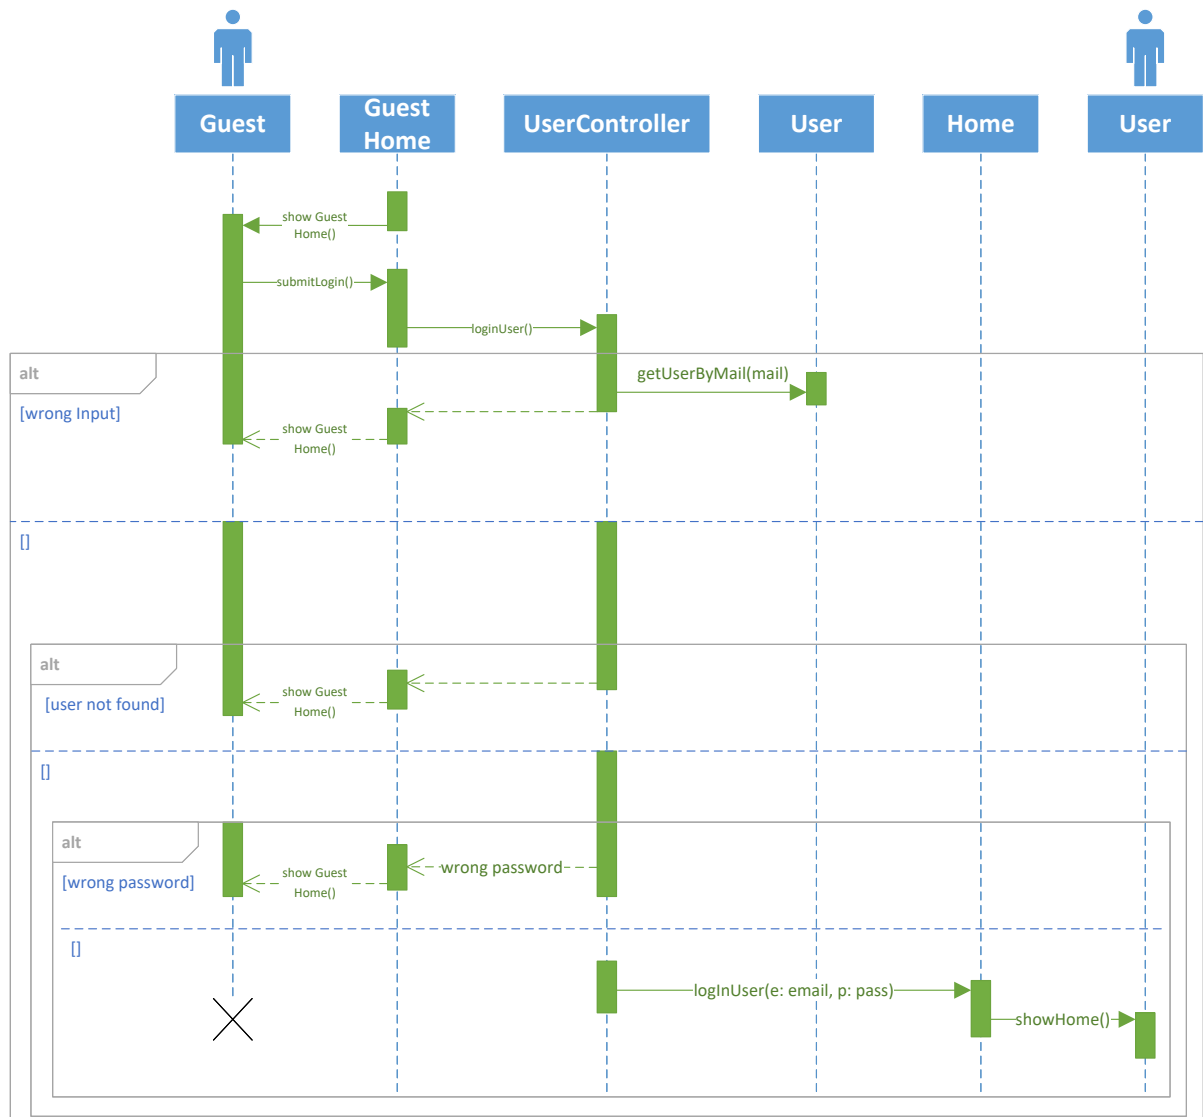 Guest
Guest
Home
UserController
User
Home
User
show Guest
Home()
submitLogin()
loginUser()
alt
getUserByMail(mail)
[wrong Input]
show Guest
Home()
[]
alt
[user not found]
show Guest
Home()
[]
alt
wrong password
[wrong password]
show Guest
Home()
[]
logInUser(e: email, p: pass)
showHome()